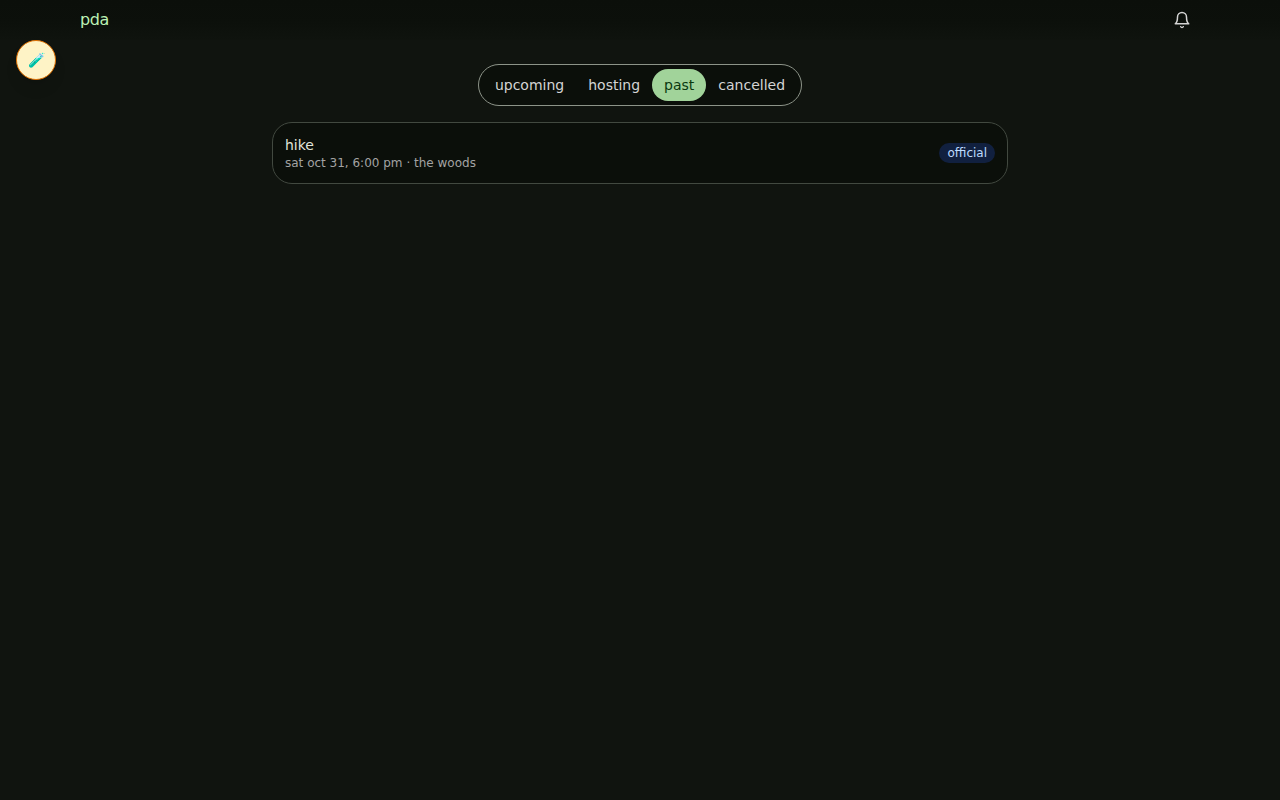 pda
upcoming hosting past cancelled
hike
sat oct 31, 6:00 pm · the woods
official